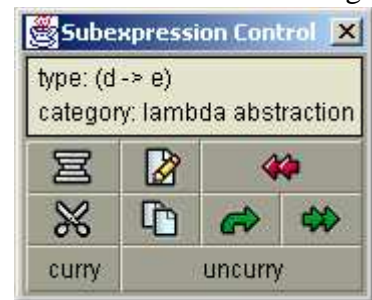 Subexpression Control
type: (d -> e)
category: lambda abstraction
curry uncurry